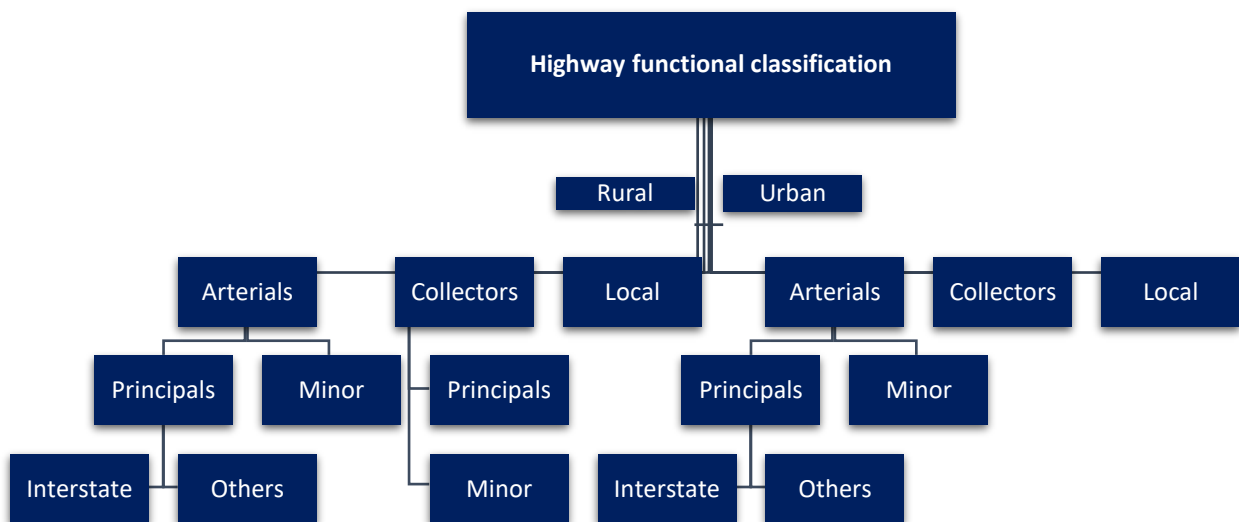 Highway functional classification
Rural
Urban
Arterials
Collectors
Local
Arterials
Collectors
Local
Principals
Minor
Principals
Principals
Minor
Interstate
Others
Minor
Interstate
Others